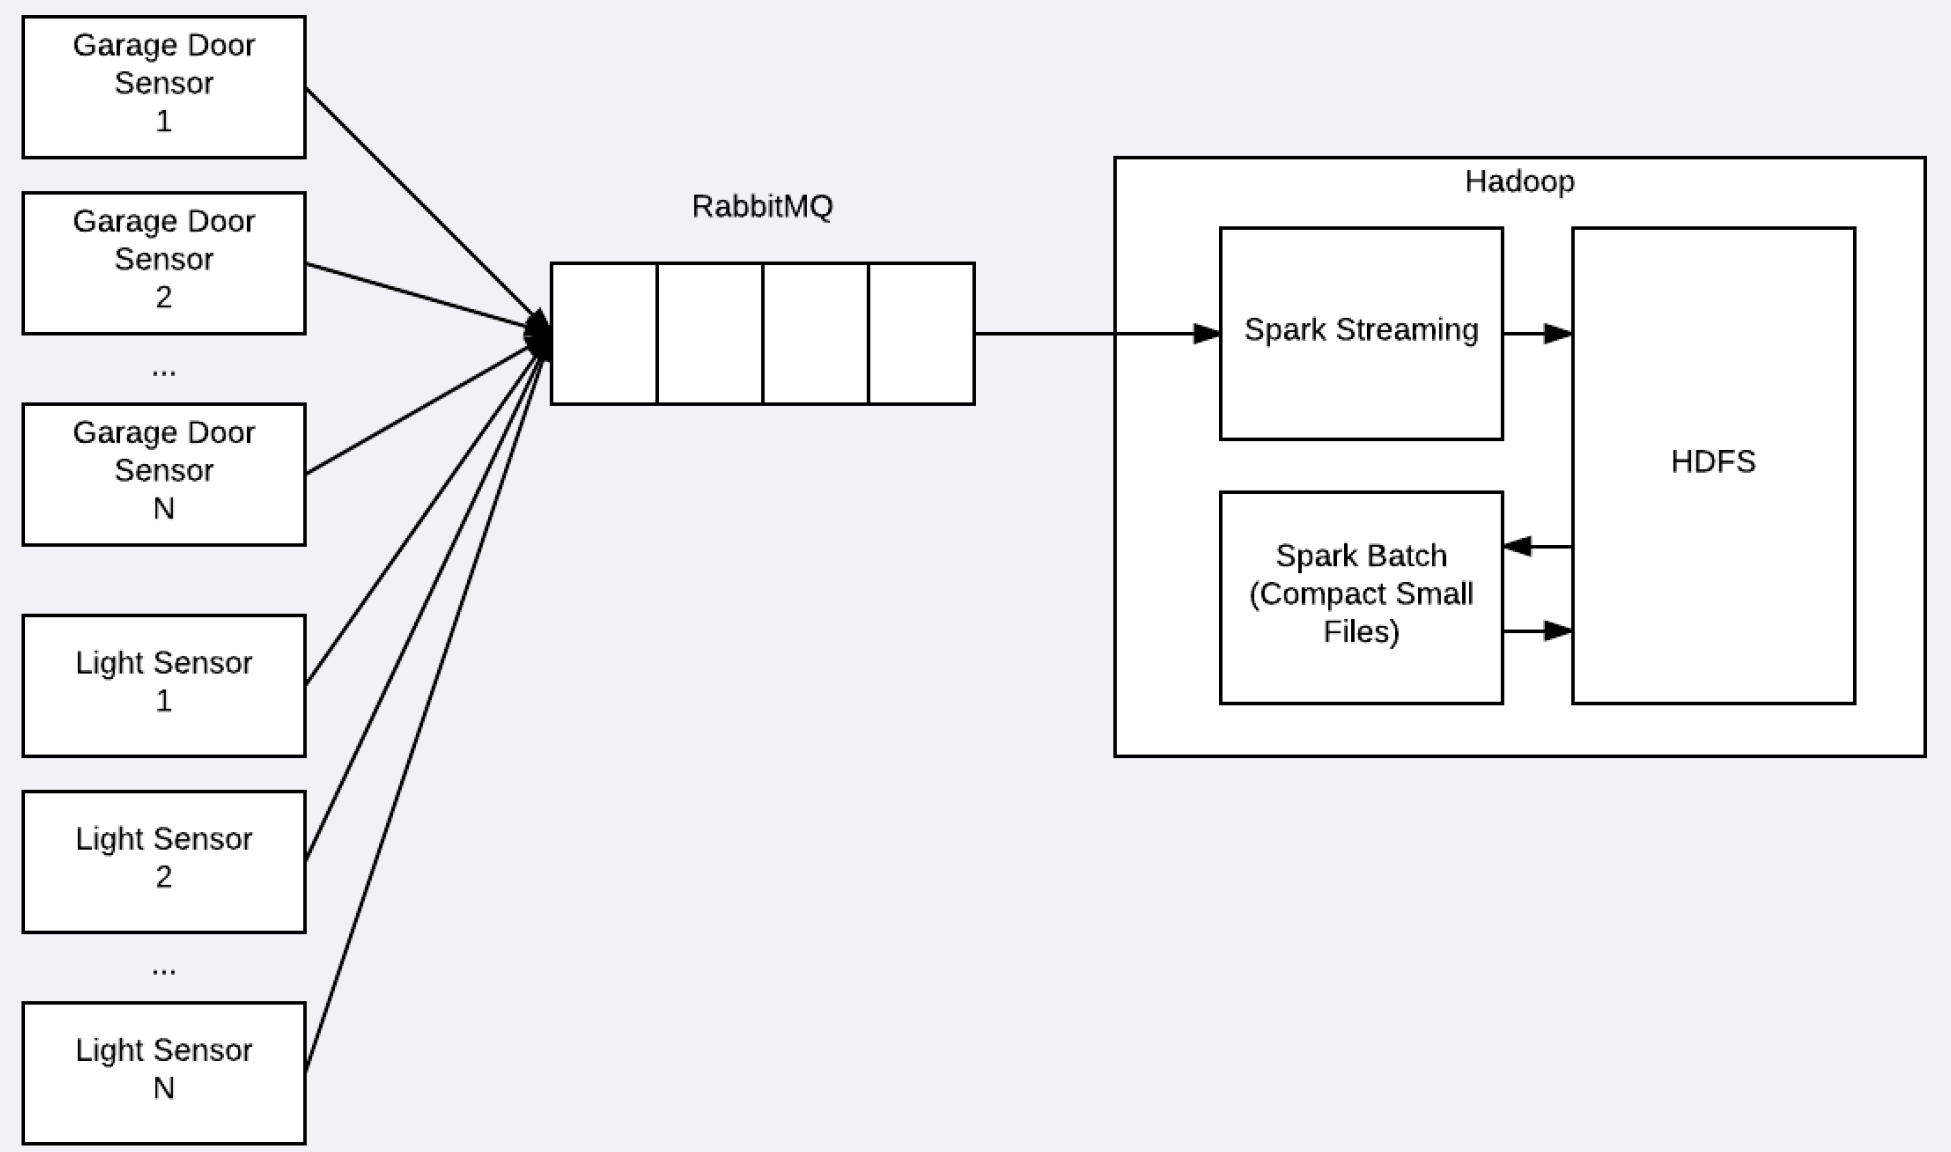 Garage Door
Sensor
1
Garage Door
Sensor
2
...
Garage Door
Sensor
N
Light Sensor
1
Light Sensor
2
...
Light Sensor
N
RabbitMQ
Hadoop
Spark Streaming
HDFS
Spark Batch
(Compact Small
Files)